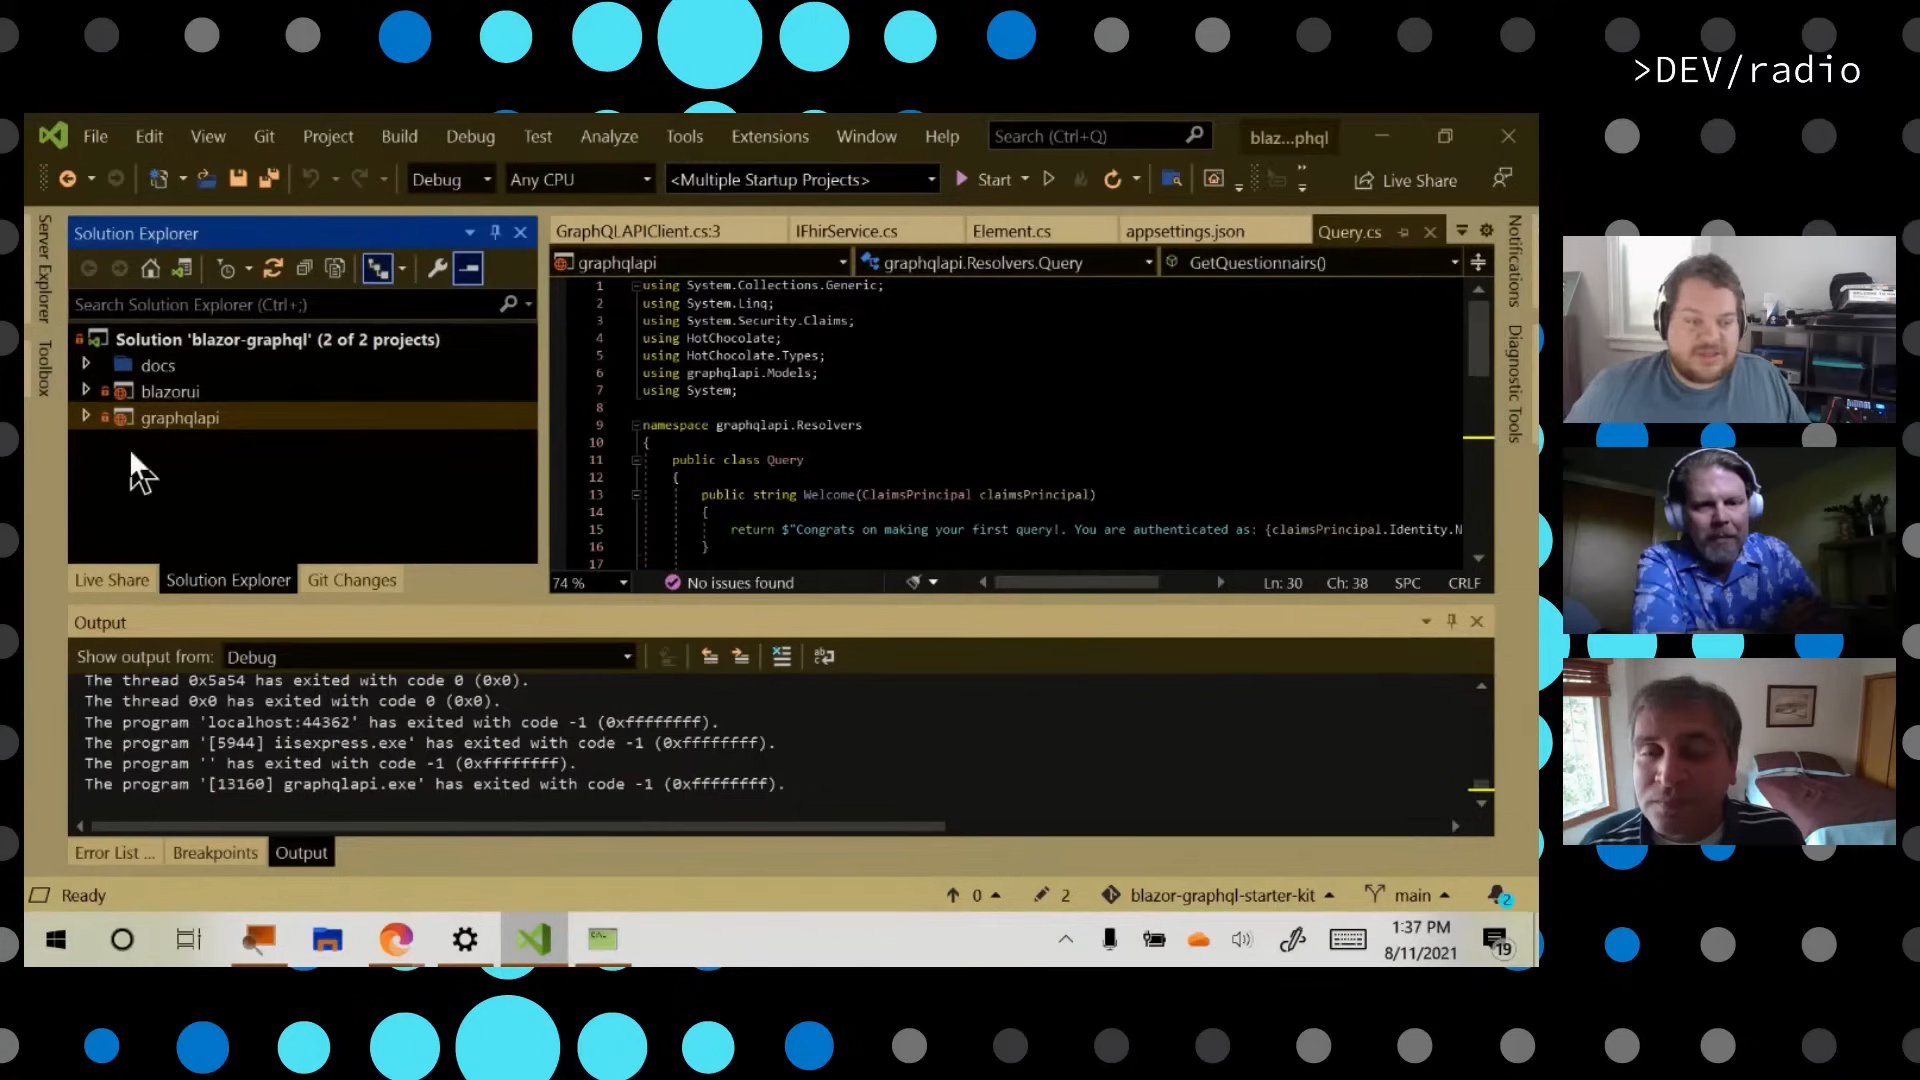 >DEV/radio
File Edit View Git Project Build Debug Test Analyze Tools Extensions Window Help Search (Ctrl+Q) blaz...phql
Debug Any CPU <Multiple Startup Projects> Start Live Share
Server Explorer
Toolbox
Solution Explorer
Search Solution Explorer (Ctrl+;)
Solution 'blazor-graphql' (2 of 2 projects)
docs
blazorui
graphqlapi
Live Share Solution Explorer Git Changes
GraphQLAPIClient.cs:3 IFhirService.cs Element.cs appsettings.json Query.cs
graphqlapi graphqlapi.Resolvers.Query GetQuestionnairs()
1 using System.Collections.Generic;
2 using System.Linq;
3 using System.Security.Claims;
4 using HotChocolate;
5 using HotChocolate.Types;
6 using graphqlapi.Models;
7 using System;
8
9 namespace graphqlapi.Resolvers
10 {
11 public class Query
12 {
13 public string Welcome(ClaimsPrincipal claimsPrincipal)
14 {
15 return $"Congrats on making your first query!. You are authenticated as: {claimsPrincipal.Identity.N
16 }
17
74 % No issues found Ln: 30 Ch: 38 SPC CRLF
Notifications
Diagnostic Tools
Output
Show output from: Debug
The thread 0x5a54 has exited with code 0 (0x0).
The thread 0x0 has exited with code 0 (0x0).
The program 'localhost:44362' has exited with code -1 (0xffffffff).
The program '[5944] iisexpress.exe' has exited with code -1 (0xffffffff).
The program '' has exited with code -1 (0xffffffff).
The program '[13160] graphqlapi.exe' has exited with code -1 (0xffffffff).
Error List ... Breakpoints Output
Ready 0 2 blazor-graphql-starter-kit main 2
1:37 PM
8/11/2021
19